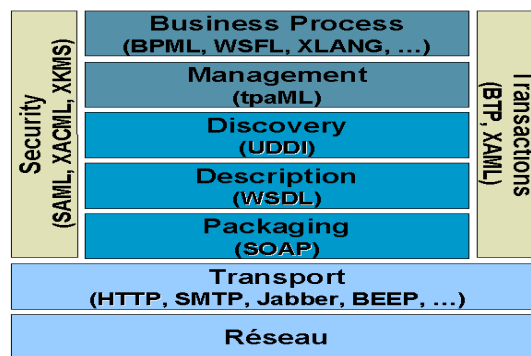 Business Process
(BPML, WSFL, XLANG, ...)
Management
(tpaML)
Discovery
(UDDI)
Description
(WSDL)
Packaging
(SOAP)
Security
(SAML, XACML, XKMS)
Transactions
(BTP, XAML)
Transport
(HTTP, SMTP, Jabber, BEEP, ...)
Réseau